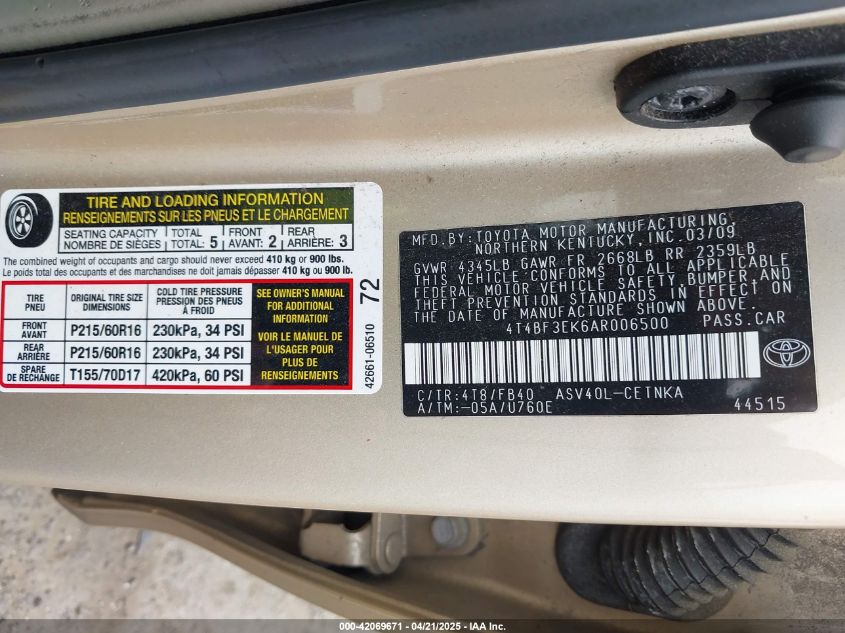 TIRE AND LOADING INFORMATION
RENSEIGNEMENTS SUR LES PNEUS ET LE CHARGEMENT
SEATING CAPACITY TOTAL FRONT REAR
NOMBRE DE SIÈGES TOTAL: 5 AVANT: 2 ARRIÈRE: 3
The combined weight of occupants and cargo should never exceed 410 kg or 900 lbs.
Le poids total des occupants et des marchandises ne doit jamais dépasser 410 kg ou 900 lb.
TIRE
PNEU
ORIGINAL TIRE SIZE
DIMENSIONS
COLD TIRE PRESSURE
PRESSION DES PNEUS
À FROID
FRONT
AVANT
P215/60R16 230kPa, 34 PSI
REAR
ARRIÈRE
P215/60R16 230kPa, 34 PSI
SPARE
DE RECHANGE
T155/70D17 420kPa, 60 PSI
SEE OWNER'S MANUAL
FOR ADDITIONAL
INFORMATION
VOIR LE MANUEL DE
L'USAGER POUR
PLUS DE
RENSEIGNEMENTS
72
42661-06510
MFD.BY:TOYOTA MOTOR MANUFACTURING,
NORTHERN KENTUCKY, INC. 03/09
GVWR 4345LB GAWR FR 2668LB RR 2359LB
THIS VEHICLE CONFORMS TO ALL APPLICABLE
FEDERAL MOTOR VEHICLE SAFETY,BUMPER,AND
THEFT PREVENTION STANDARDS IN EFFECT ON
THE DATE OF MANUFACTURE SHOWN ABOVE.
4T4BF3EK6AR006500 PASS.CAR
C/TR:4T8/FB40 ASV40L-CETNKA
A/TM:-05A/U760E 44515
000-42069671 - 04/21/2025 - IAA Inc.